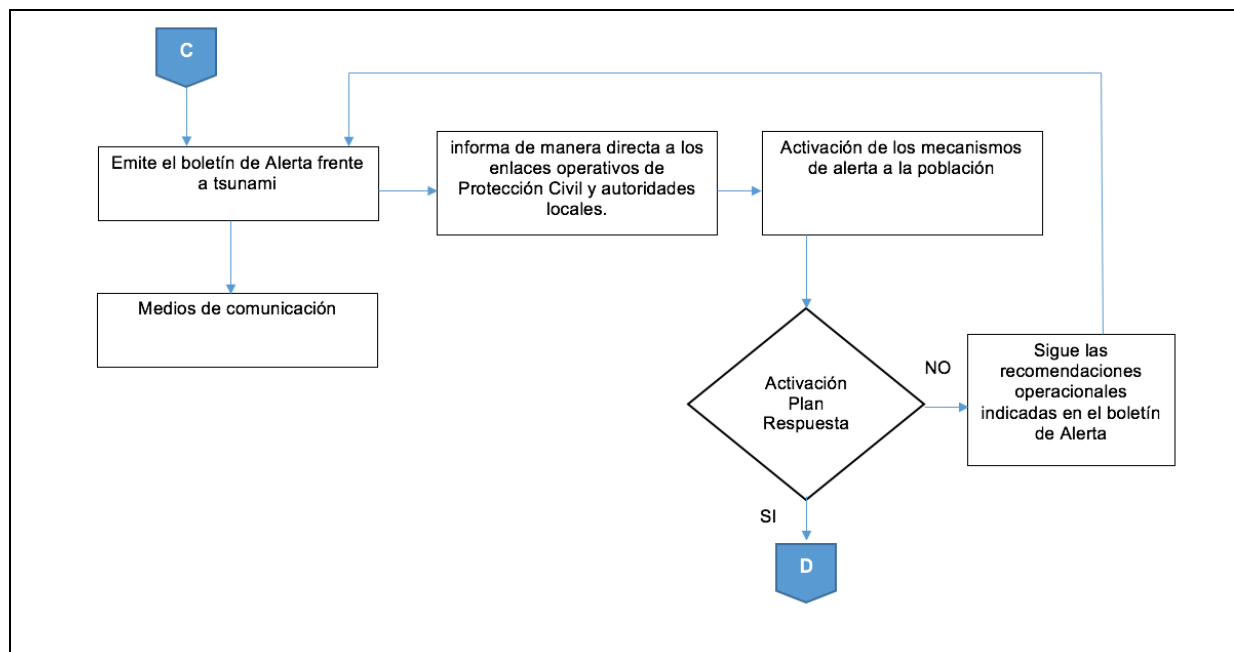 C
Emite el boletín de Alerta frente
a tsunami
informa de manera directa a los
enlaces operativos de
Protección Civil y autoridades
locales.
Activación de los mecanismos
de alerta a la población
Medios de comunicación
Activación
Plan
Respuesta
NO
Sigue las
recomendaciones
operacionales
indicadas en el boletín
de Alerta
SI
D